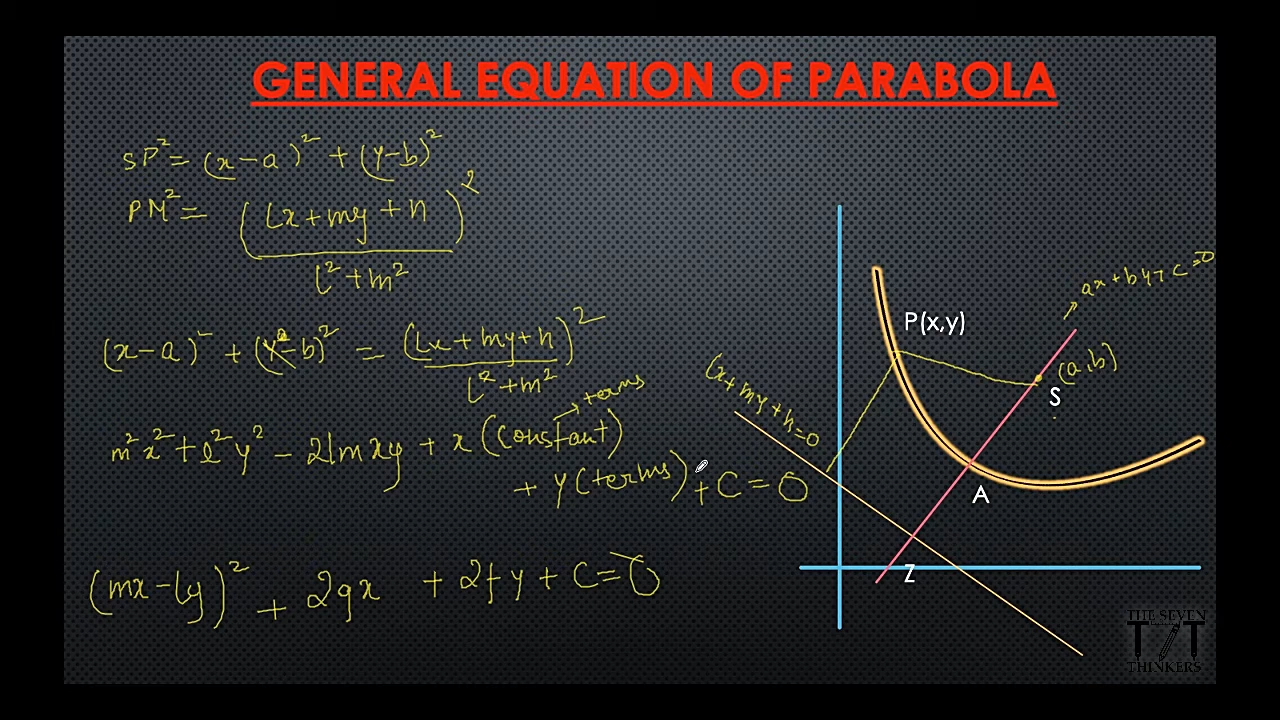 GENERAL EQUATION OF PARABOLA
SP² = (x-a)² + (y-b)²
PM² = (lx+my+n)²
l²+m²
(x-a)² + (y-b)² = (lx+my+n)²
l²+m²
m²x² + l²y² - 2lmxy + x (constant) → terms
+ y (terms) + C = 0
(mx-ly)² + 2gx + 2fy + C = 0
ax+by+c=0
P(x,y)
(a,b)
S
lx+my+n=0
A
Z
THE SEVEN
T7T
THINKERS